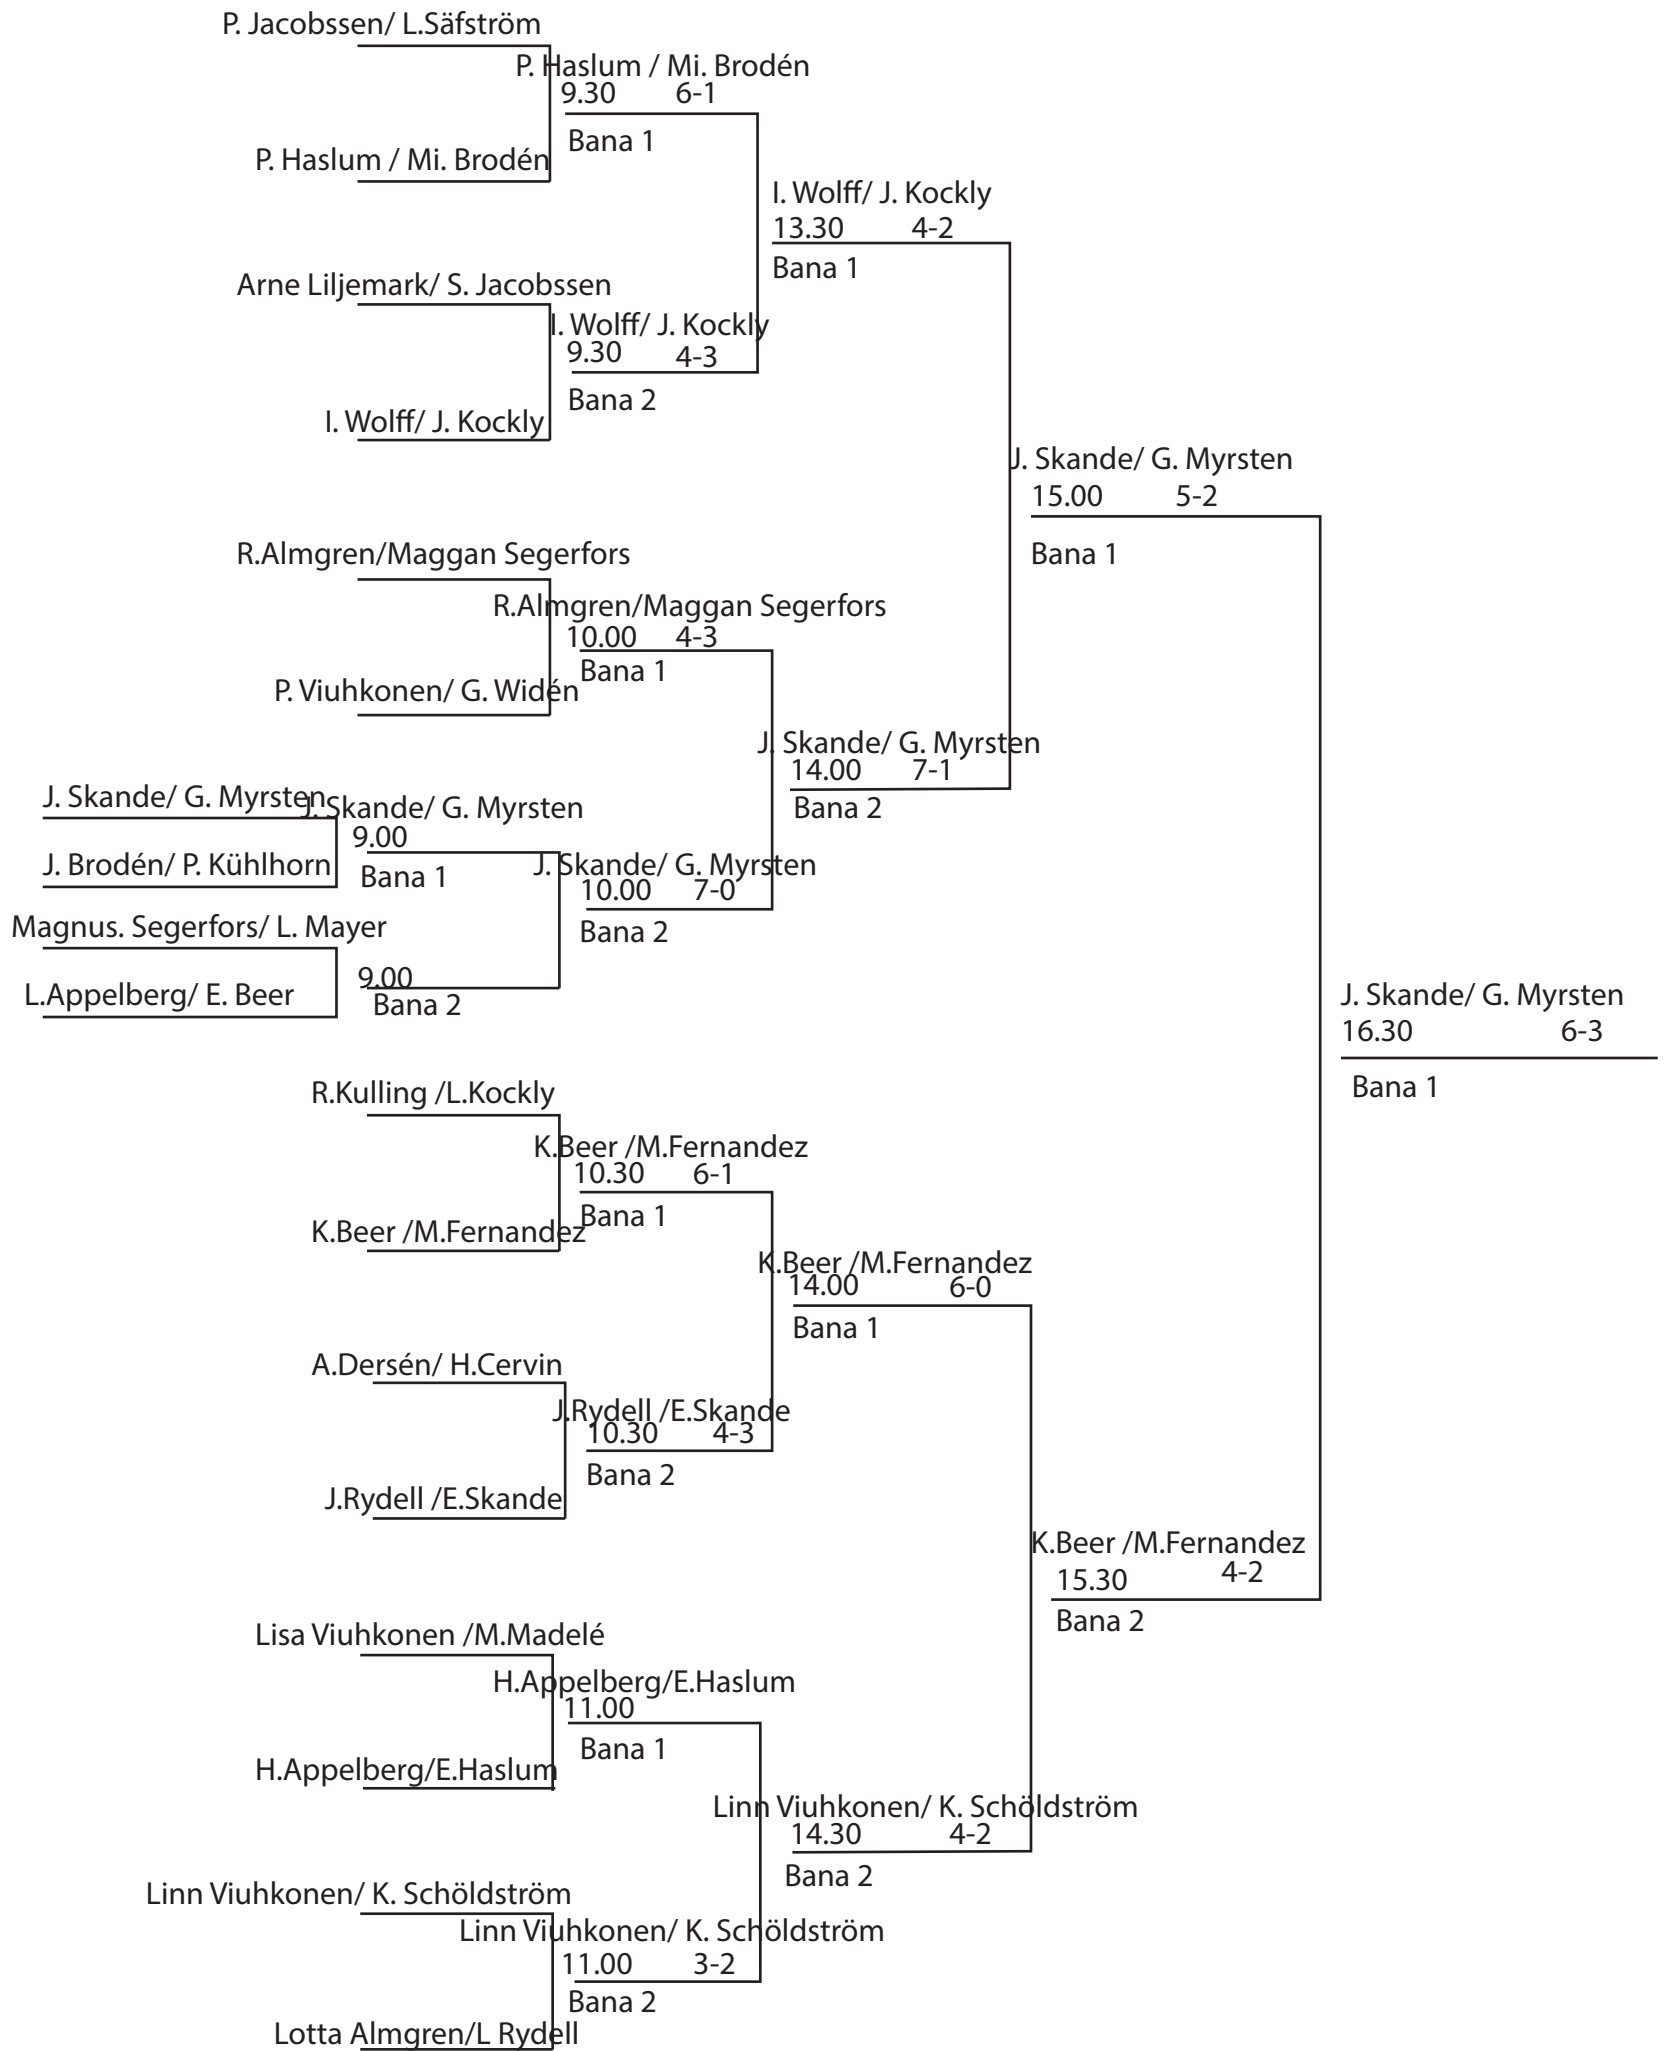 P. Jacobssen/ L.Säfström
P. Haslum / Mi. Brodén
9.30 6-1
Bana 1
P. Haslum / Mi. Brodén
I. Wolff/ J. Kockly
13.30 4-2
Bana 1
Arne Liljemark/ S. Jacobssen
I. Wolff/ J. Kockly
9.30 4-3
Bana 2
I. Wolff/ J. Kockly
J. Skande/ G. Myrsten
15.00 5-2
Bana 1
R.Almgren/Maggan Segerfors
R.Almgren/Maggan Segerfors
10.00 4-3
Bana 1
P. Viuhkonen/ G. Widén
J. Skande/ G. Myrsten
14.00 7-1
Bana 2
J. Skande/ G. Myrsten
J. Skande/ G. Myrsten
9.00
Bana 1
J. Brodén/ P. Kühlhorn
J. Skande/ G. Myrsten
10.00 7-0
Bana 2
Magnus. Segerfors/ L. Mayer
9.00
Bana 2
L.Appelberg/ E. Beer
J. Skande/ G. Myrsten
16.30 6-3
Bana 1
R.Kulling /L.Kockly
K.Beer /M.Fernandez
10.30 6-1
Bana 1
K.Beer /M.Fernandez
K.Beer /M.Fernandez
14.00 6-0
Bana 1
A.Dersén/ H.Cervin
J.Rydell /E.Skande
10.30 4-3
Bana 2
J.Rydell /E.Skande
K.Beer /M.Fernandez
15.30 4-2
Bana 2
Lisa Viuhkonen /M.Madelé
H.Appelberg/E.Haslum
11.00
Bana 1
H.Appelberg/E.Haslum
Linn Viuhkonen/ K. Schöldström
14.30 4-2
Bana 2
Linn Viuhkonen/ K. Schöldström
Linn Viuhkonen/ K. Schöldström
11.00 3-2
Bana 2
Lotta Almgren/L Rydell